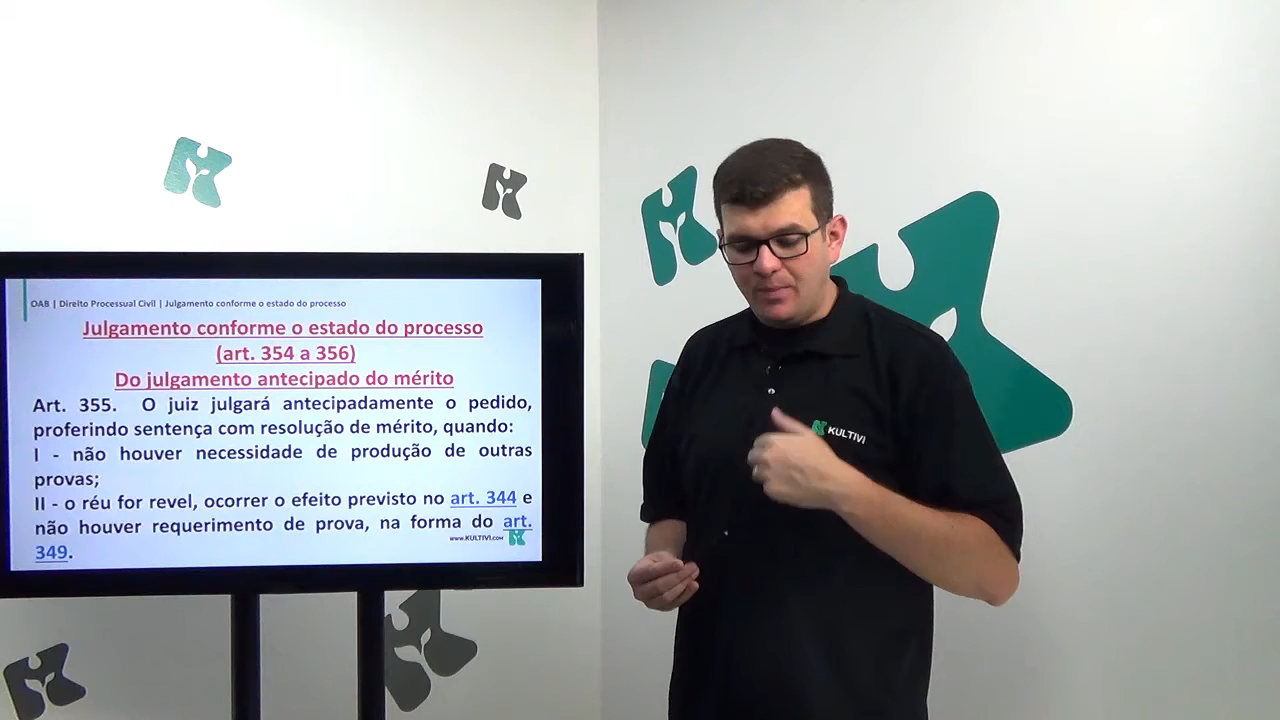 OAB | Direito Processual Civil | Julgamento conforme o estado do processo
Julgamento conforme o estado do processo
(art. 354 a 356)
Do julgamento antecipado do mérito
Art. 355. O juiz julgará antecipadamente o pedido,
proferindo sentença com resolução de mérito, quando:
I - não houver necessidade de produção de outras
provas;
II - o réu for revel, ocorrer o efeito previsto no art. 344 e
não houver requerimento de prova, na forma do art.
349.
www.KULTIVI.COM
KULTIVI